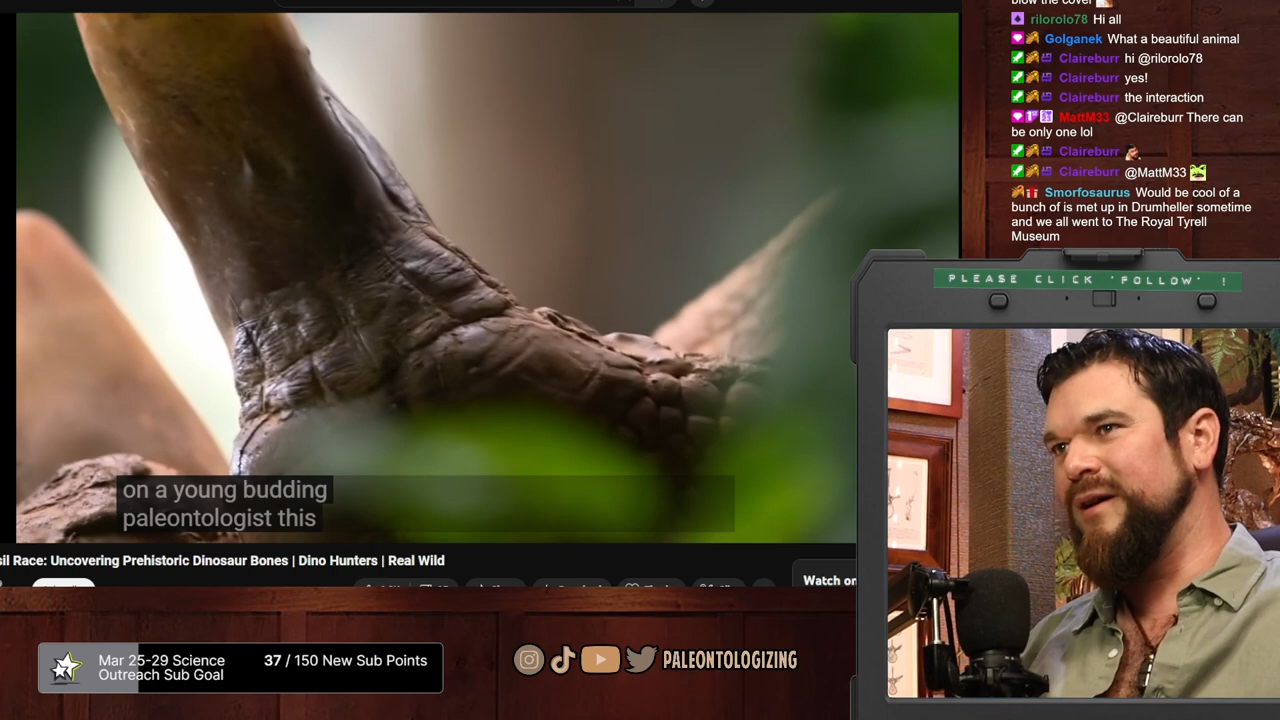 blow the cover
rilorolo78 Hi all
Golganek What a beautiful animal
Claireburr hi @rilorolo78
Claireburr yes!
Claireburr the interaction
MattM33 @Claireburr There can
be only one lol
Claireburr
Claireburr @MattM33
Smorfosaurus Would be cool of a
bunch of is met up in Drumheller sometime
and we all went to The Royal Tyrell
Museum
PLEASE CLICK "FOLLOW" !
on a young budding
paleontologist this
sil Race: Uncovering Prehistoric Dinosaur Bones | Dino Hunters | Real Wild
Watch on
Mar 25-29 Science
Outreach Sub Goal
37 / 150 New Sub Points
PALEONTOLOGIZING